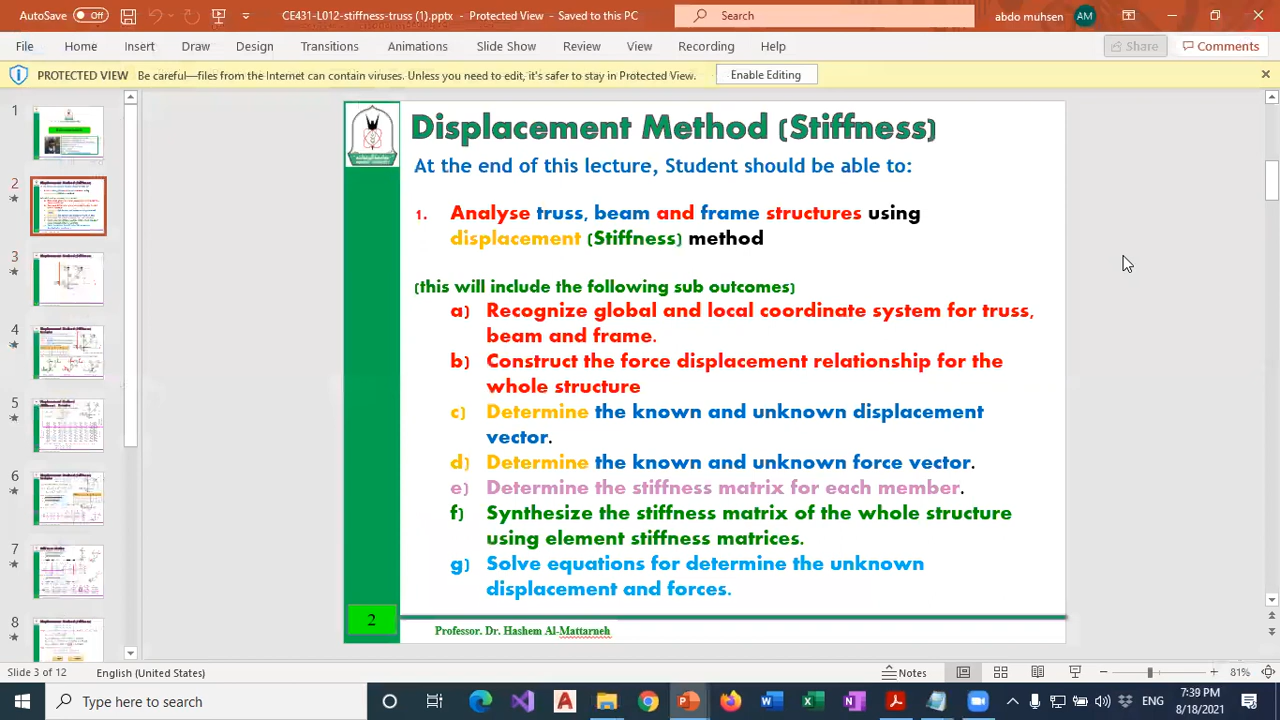 AutoSave
Off
CE431-L012-stiffness-truss (1).pptx - Protected View • Saved to this PC
Search
abdo muhsen
AM
File Home Insert Draw Design Transitions Animations Slide Show Review View Recording Help
Share
Comments
PROTECTED VIEW Be careful—files from the Internet can contain viruses. Unless you need to edit, it's safer to stay in Protected View.
Enable Editing
1
2
3
4
5
6
7
8
Displacement Method (Stiffness)
At the end of this lecture, Student should be able to:
1. Analyse truss, beam and frame structures using
displacement (Stiffness) method
(this will include the following sub outcomes)
a) Recognize global and local coordinate system for truss,
beam and frame.
b) Construct the force displacement relationship for the
whole structure
c) Determine the known and unknown displacement
vector.
d) Determine the known and unknown force vector.
e) Determine the stiffness matrix for each member.
f) Synthesize the stiffness matrix of the whole structure
using element stiffness matrices.
g) Solve equations for determine the unknown
displacement and forces.
2
Professor. Dr. Hashem Al-Mattarneh
Slide 3 of 12
English (United States)
Notes
81%
Type here to search
ENG
7:39 PM
8/18/2021